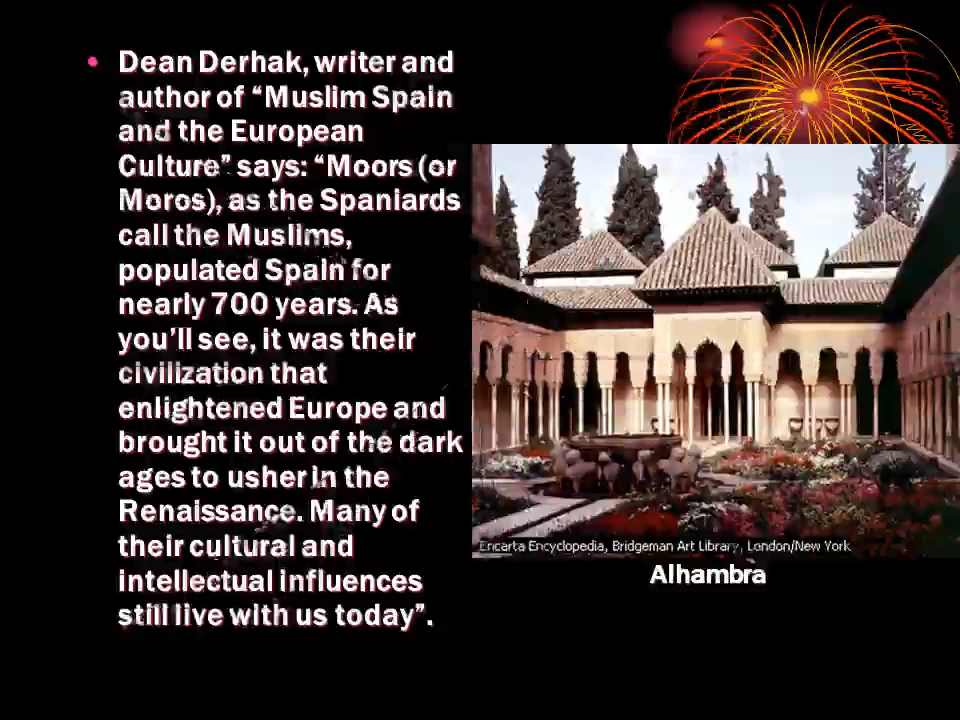 • Dean Derhak, writer and
author of “Muslim Spain
and the European
Culture” says: “Moors (or
Moros), as the Spaniards
call the Muslims,
populated Spain for
nearly 700 years. As
you’ll see, it was their
civilization that
enlightened Europe and
brought it out of the dark
ages to usher in the
Renaissance. Many of
their cultural and
intellectual influences
still live with us today”.
Encarta Encyclopedia, Bridgeman Art Library, London/New York
Alhambra